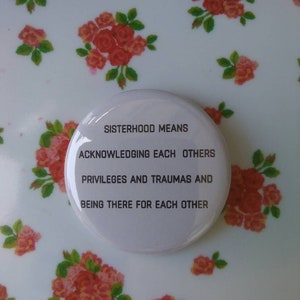 SISTERHOOD MEANS
ACKNOWLEDGING EACH OTHERS
PRIVILEGES AND TRAUMAS AND
BEING THERE FOR EACH OTHER .